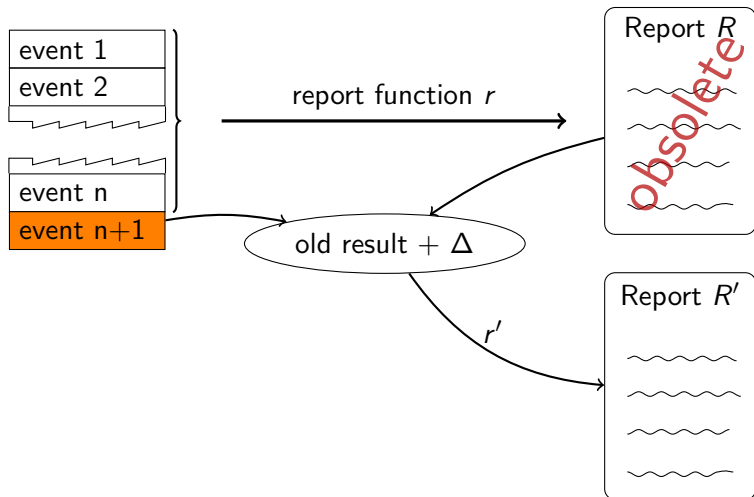 event 1
event 2
event n
event n+1
report function r
old result + Δ
r′
Report R
obsolete
Report R′